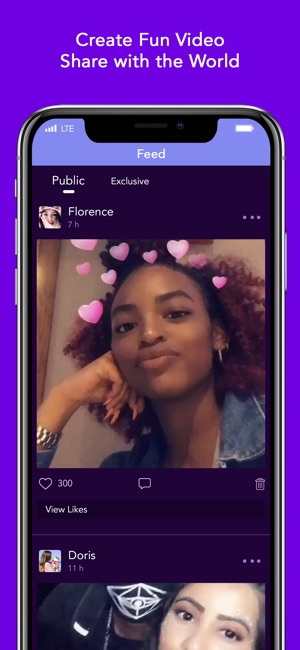 Create Fun Video
Share with the World
LTE
Feed
Public Exclusive
Florence
7 h
300
View Likes
Doris
11 h